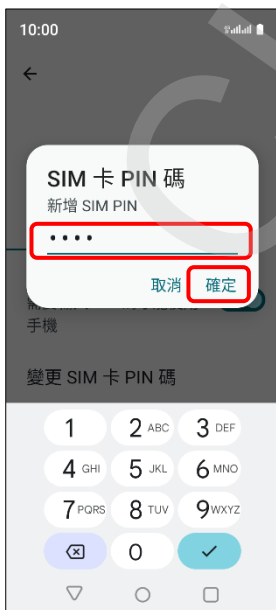 10:00
SIM 卡 PIN 碼
新增 SIM PIN
••••
取消 確定
手機
變更 SIM 卡 PIN 碼
1 2 ABC 3 DEF
4 GHI 5 JKL 6 MNO
7 PQRS 8 TUV 9 WXYZ
0